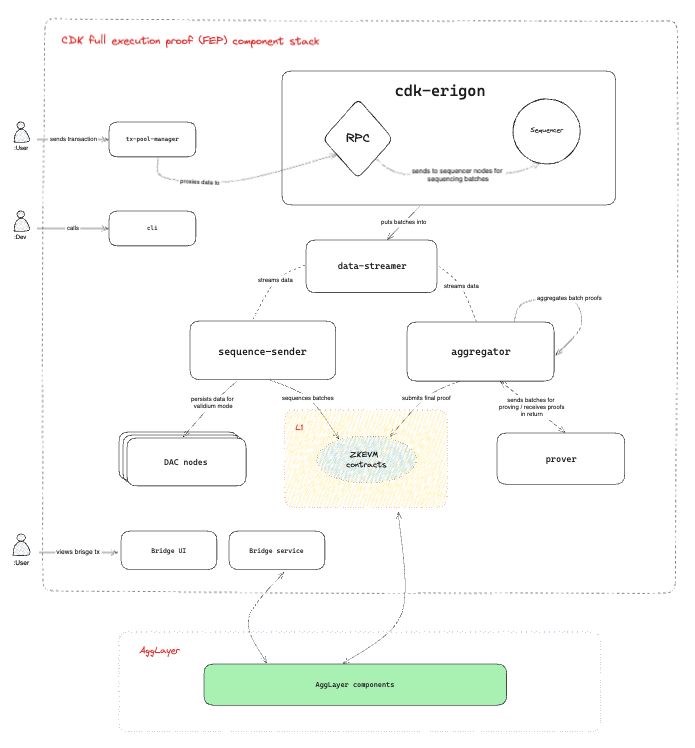 CDK full execution proof (FEP) component stack
cdk-erigon
RPC
Sequencer
:User
sends transaction
tx-pool-manager
proxies data to
sends to sequencer nodes for
sequencing batches
:Dev
calls
cli
puts batches into
data-streamer
streams data
streams data
aggregates batch proofs
sequence-sender
aggregator
persists data for
validium mode
sequences batches
submits final proof
sends batches for
proving / receives proofs
in return
L1
DAC nodes
ZKEVM
contracts
prover
:User
views brisge tx
Bridge UI
Bridge service
AggLayer
AggLayer components